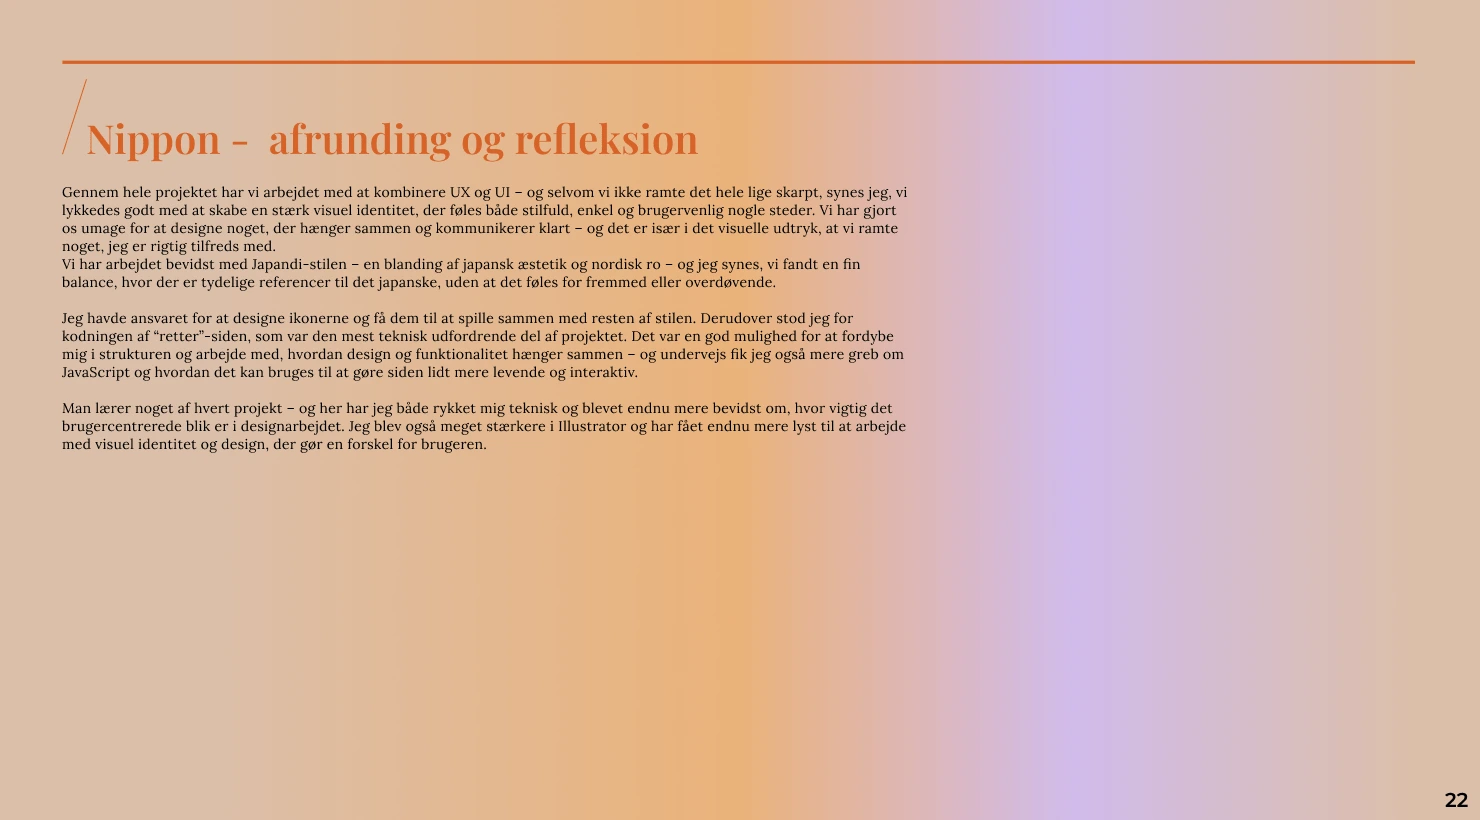 Nippon -  afrunding og refleksion
Gennem hele projektet har vi arbejdet med at kombinere UX og UI – og selvom vi ikke ramte det hele lige skarpt, synes jeg, vi
lykkedes godt med at skabe en stærk visuel identitet, der føles både stilfuld, enkel og brugervenlig nogle steder. Vi har gjort
os umage for at designe noget, der hænger sammen og kommunikerer klart – og det er især i det visuelle udtryk, at vi ramte
noget, jeg er rigtig tilfreds med.
Vi har arbejdet bevidst med Japandi-stilen – en blanding af japansk æstetik og nordisk ro – og jeg synes, vi fandt en fin
balance, hvor der er tydelige referencer til det japanske, uden at det føles for fremmed eller overdøvende.
Jeg havde ansvaret for at designe ikonerne og få dem til at spille sammen med resten af stilen. Derudover stod jeg for
kodningen af “retter”-siden, som var den mest teknisk udfordrende del af projektet. Det var en god mulighed for at fordybe
mig i strukturen og arbejde med, hvordan design og funktionalitet hænger sammen – og undervejs fik jeg også mere greb om
JavaScript og hvordan det kan bruges til at gøre siden lidt mere levende og interaktiv.
Man lærer noget af hvert projekt – og her har jeg både rykket mig teknisk og blevet endnu mere bevidst om, hvor vigtig det
brugercentrerede blik er i designarbejdet. Jeg blev også meget stærkere i Illustrator og har fået endnu mere lyst til at arbejde
med visuel identitet og design, der gør en forskel for brugeren.
22